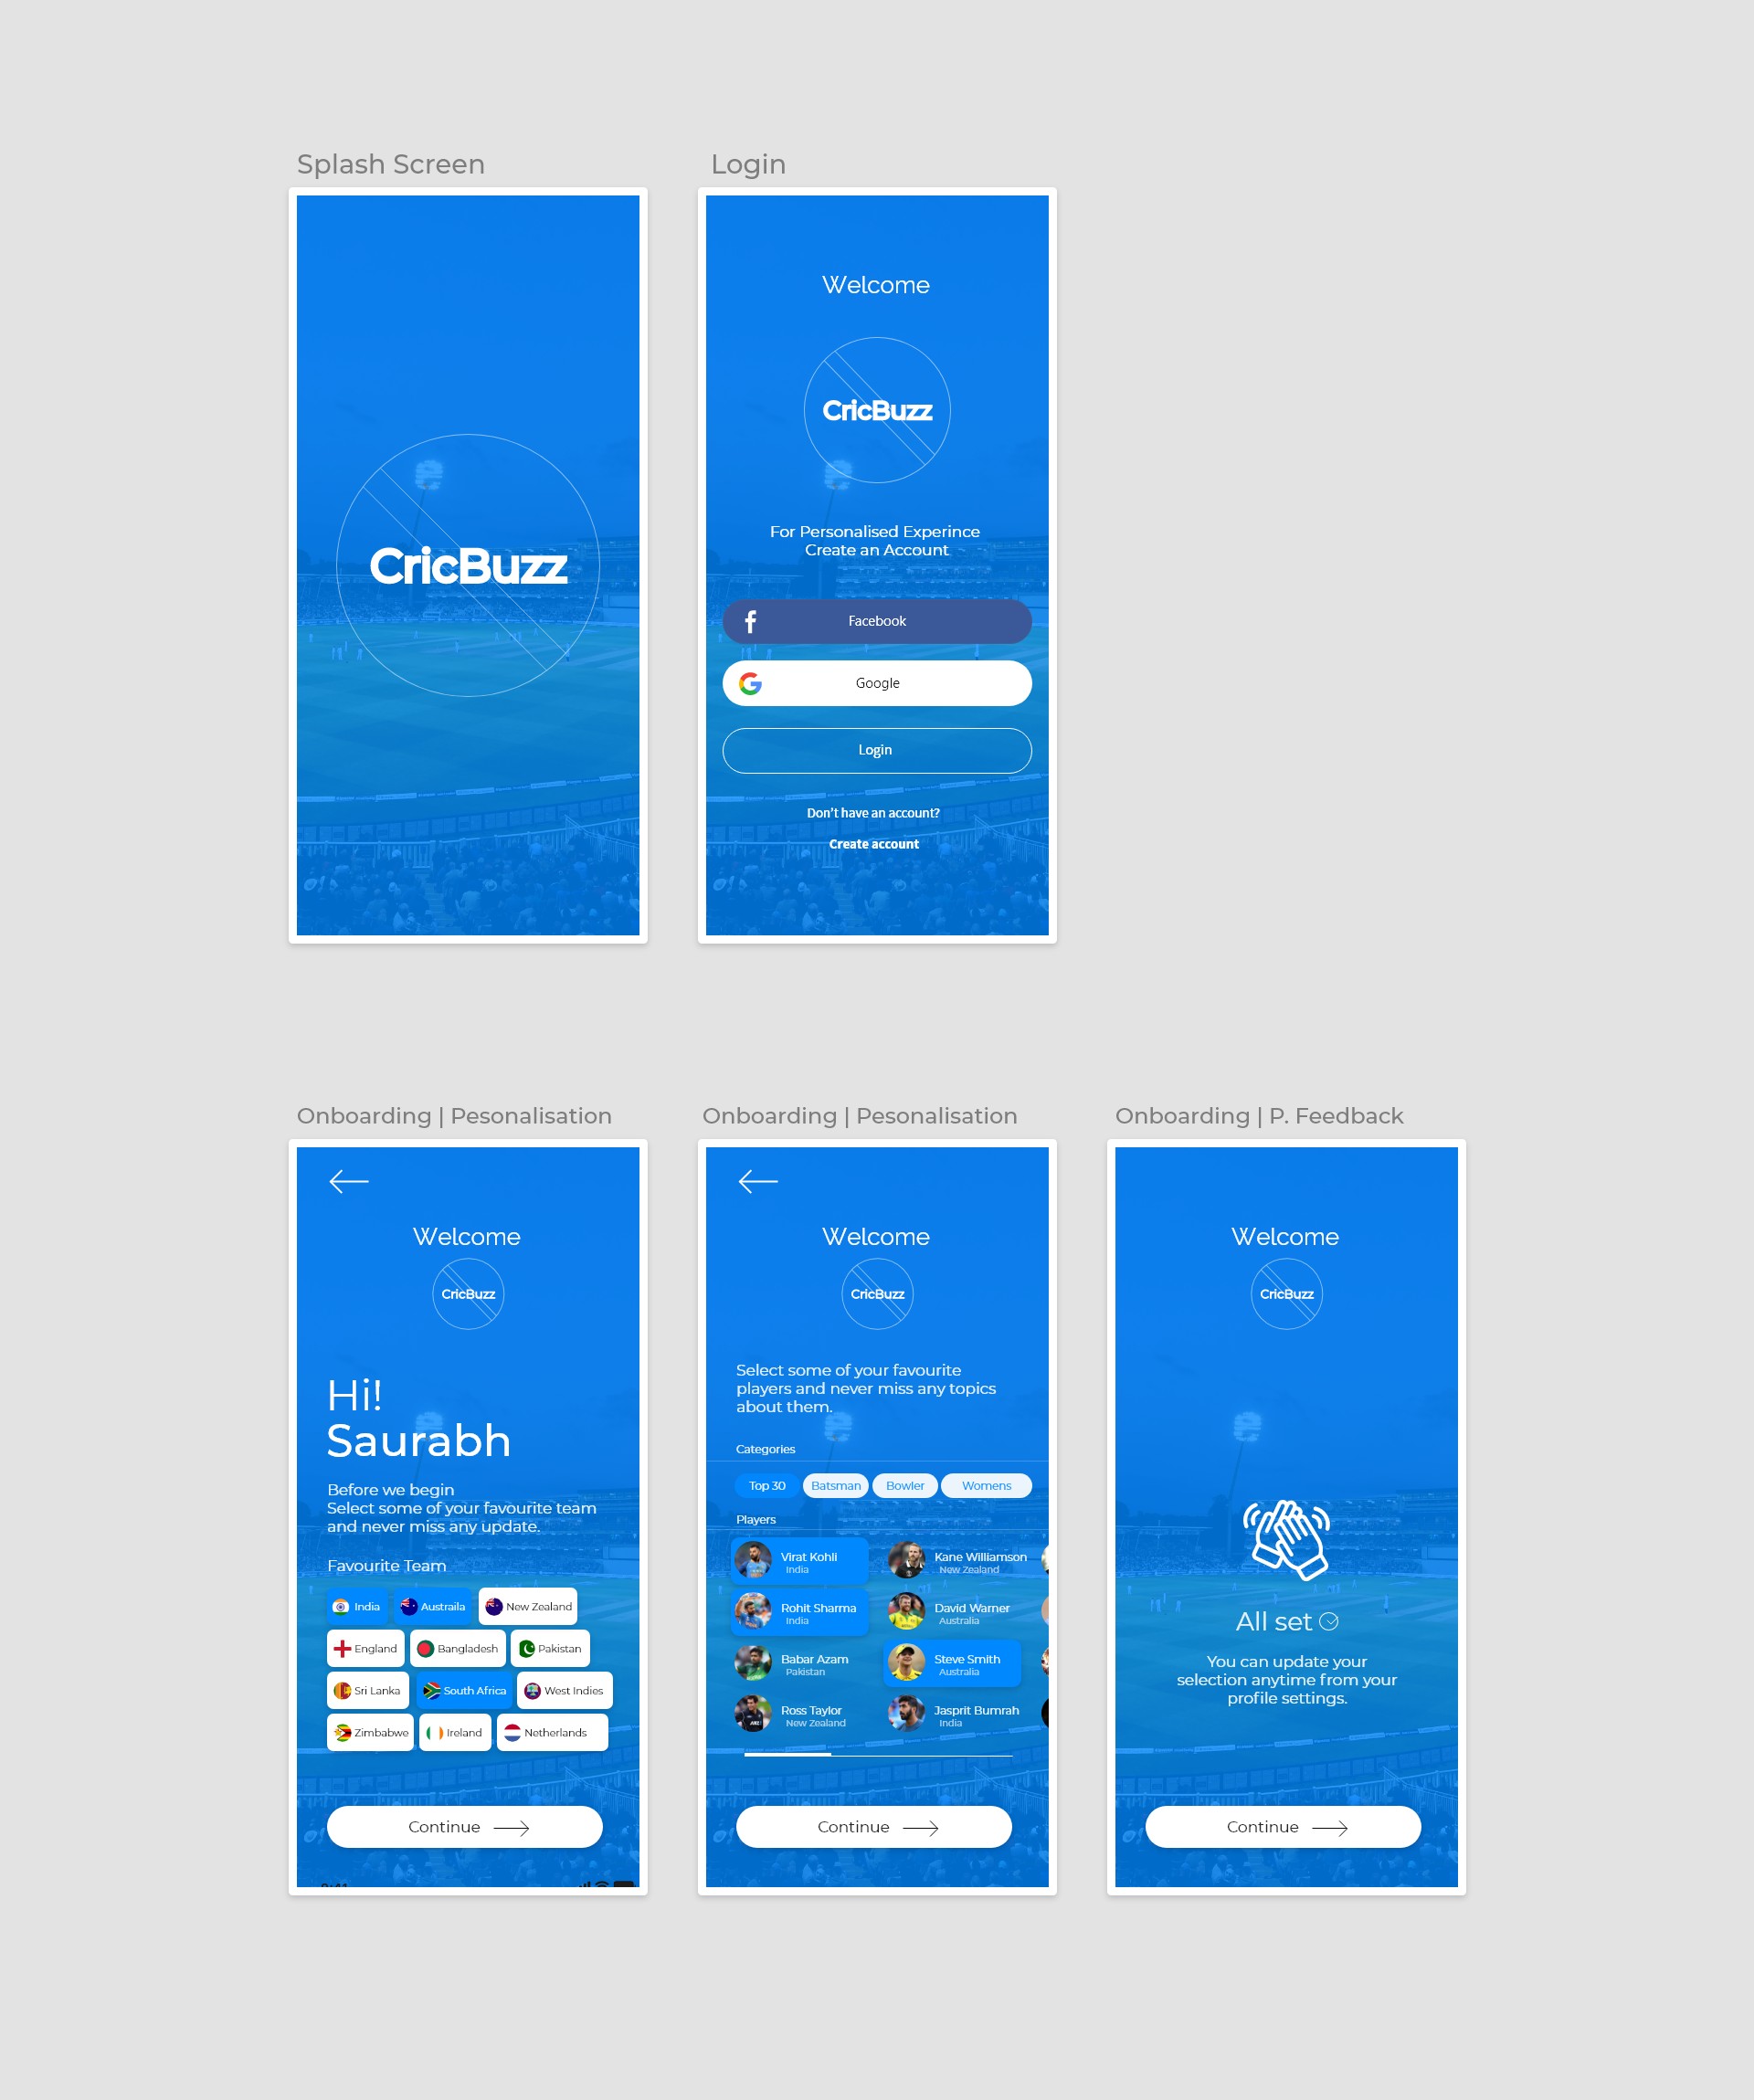 Splash Screen
CricBuzz
Login
Welcome
CricBuzz
For Personalised Experince
Create an Account
Facebook
Google
Login
Don't have an account?
Create account
Onboarding | Pesonalisation
Welcome
CricBuzz
Hi!
Saurabh
Before we begin
Select some of your favourite team
and never miss any update.
Favourite Team
India Austraila New Zealand
England Bangladesh Pakistan
Sri Lanka South Africa West Indies
Zimbabwe Ireland Netherlands
Continue
Onboarding | Pesonalisation
Welcome
CricBuzz
Select some of your favourite
players and never miss any topics
about them.
Categories
Top 30 Batsman Bowler Womens
Players
Virat Kohli Kane Williamson
India New Zealand
Rohit Sharma David Warner
India Australia
Babar Azam Steve Smith
Pakistan Australia
Ross Taylor Jasprit Bumrah
New Zealand India
Continue
Onboarding | P. Feedback
Welcome
CricBuzz
All set
You can update your
selection anytime from your
profile settings.
Continue